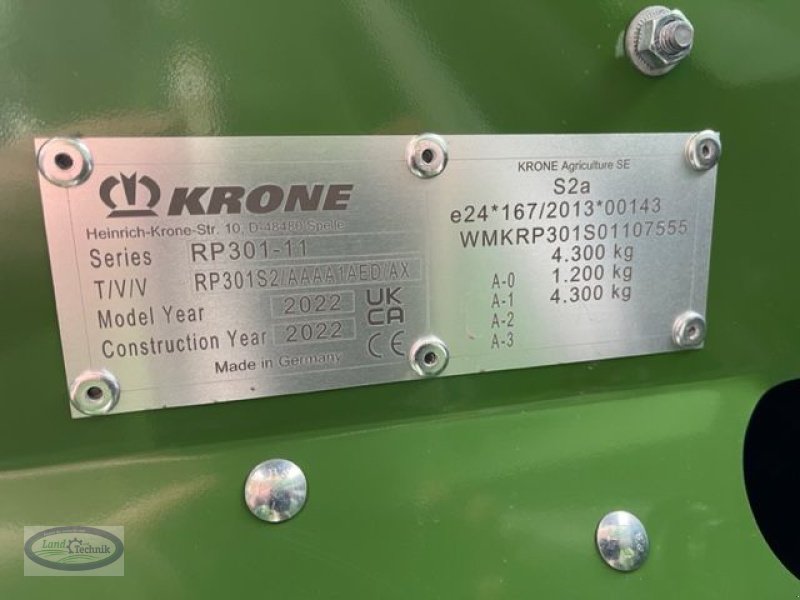 KRONE
Heinrich-Krone-Str. 10, D-48480 Spelle
Series RP301-11
T/V/V RP301S2/AAAA1AED/AX
Model Year 2022
Construction Year 2022
UK
CA
CE
Made in Germany
KRONE Agriculture SE
S2a
e24*167/2013*00143
WMKRP301S01107555
4.300 kg
A-0 1.200 kg
A-1 4.300 kg
A-2
A-3
Land Technik